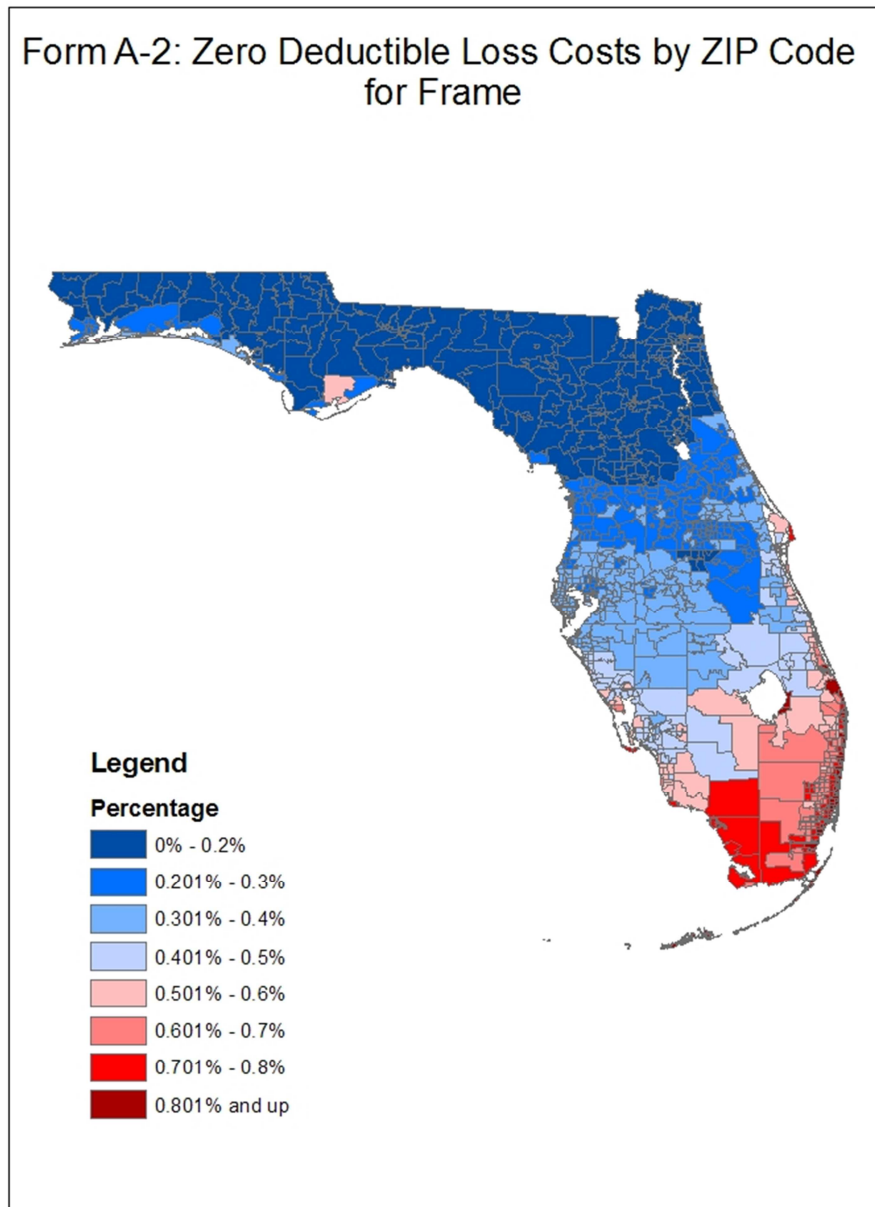 Form A-2: Zero Deductible Loss Costs by ZIP Code
for Frame
Legend
Percentage
0% - 0.2%
0.201% - 0.3%
0.301% - 0.4%
0.401% - 0.5%
0.501% - 0.6%
0.601% - 0.7%
0.701% - 0.8%
0.801% and up